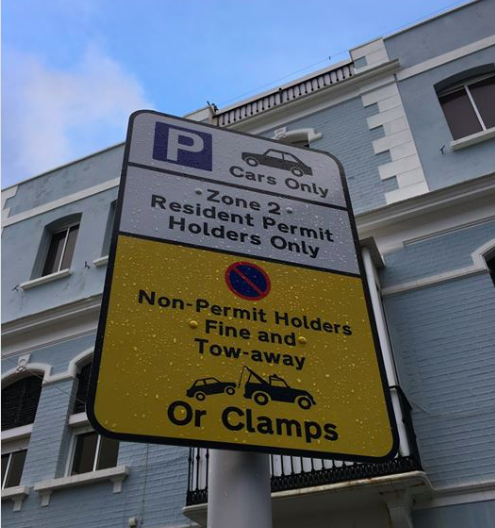 P
Cars Only
Zone 2
Resident Permit
Holders Only
Non-Permit Holders
Fine and
Tow-away
Or Clamps